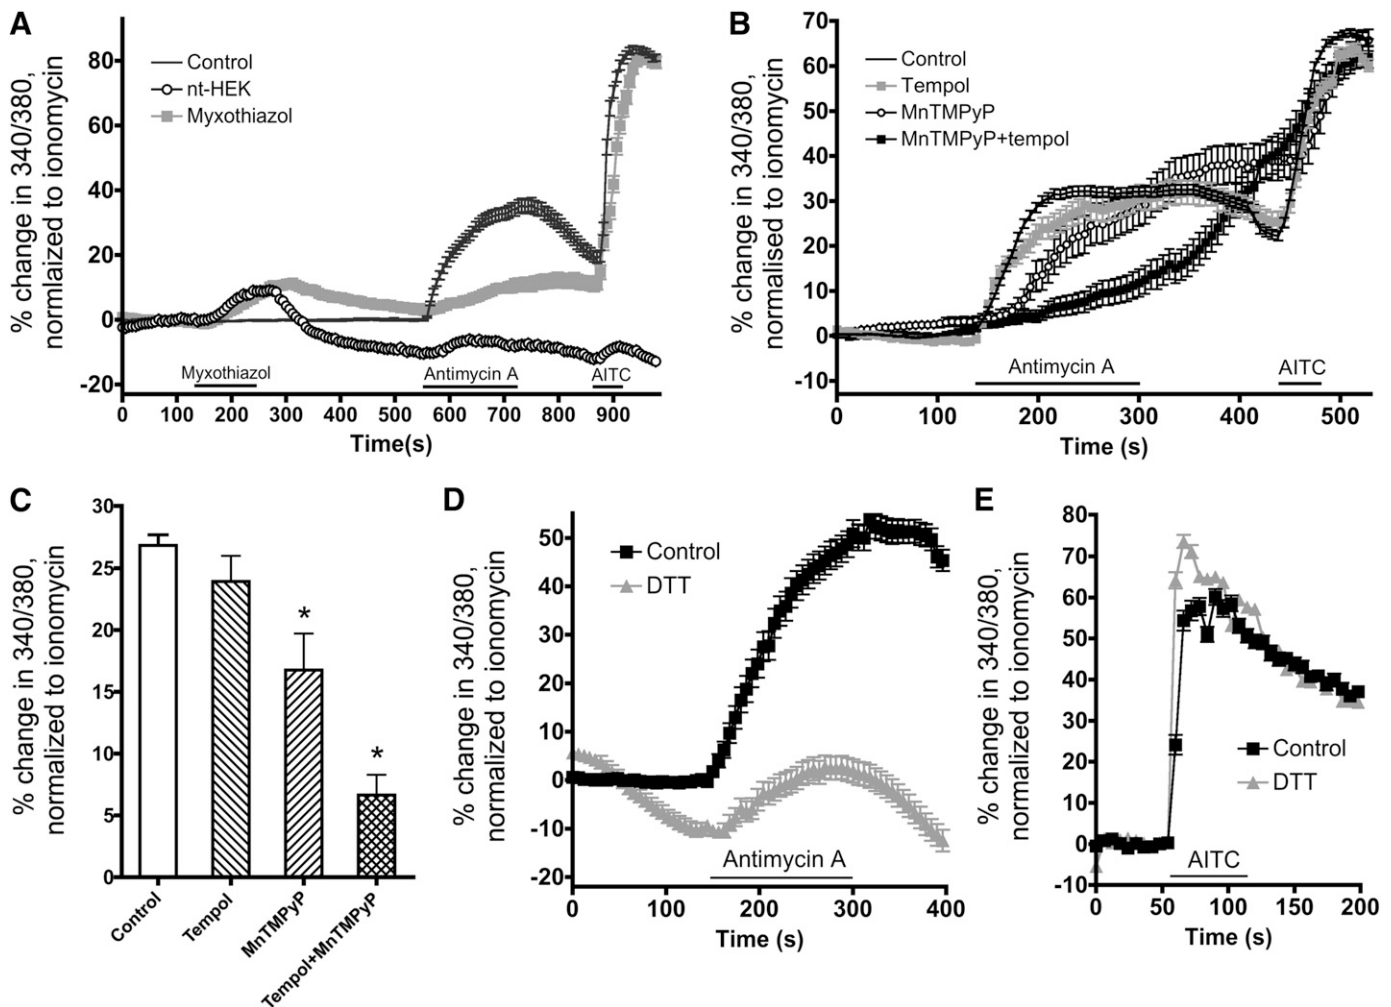 A
% change in 340/380,
normlaized to ionomycin
80
60
40
20
0
-20
Control
nt-HEK
Myxothiazol
Myxothiazol
Antimycin A
AITC
0 100 200 300 400 500 600 700 800 900
Time(s)
B
% change in 340/380,
normalised to ionomycin
70
60
50
40
30
20
10
0
-10
Control
Tempol
MnTMPyP
MnTMPyP+tempol
Antimycin A
AITC
0 100 200 300 400 500
Time (s)
C
% change in 340/380,
normalized to ionomycin
30
25
20
15
10
5
0
*
*
Control
Tempol
MnTMPyP
Tempol+MnTMPyP
D
% change in 340/380,
normalized to ionomycin
50
40
30
20
10
0
-10
-20
Control
DTT
Antimycin A
0 100 200 300 400
Time (s)
E
% change in 340/380,
normalized to ionomycin
80
70
60
50
40
30
20
10
0
-10
Control
DTT
AITC
0 50 100 150 200
Time (s)